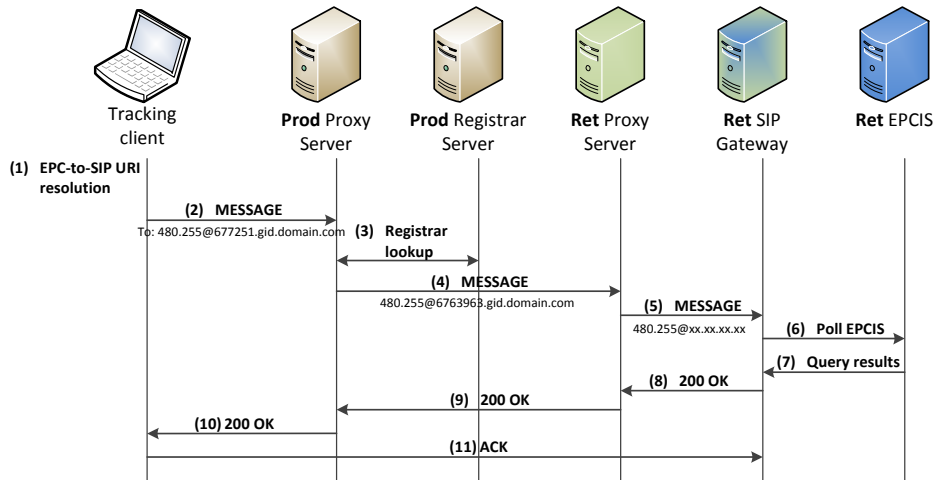 Tracking
client
Prod Proxy
Server
Prod Registrar
Server
Ret Proxy
Server
Ret SIP
Gateway
Ret EPCIS
(1) EPC-to-SIP URI
resolution
(2) MESSAGE
To: 480.255@677251.gid.domain.com
(3) Registrar
lookup
(4) MESSAGE
480.255@6763963.gid.domain.com
(5) MESSAGE
480.255@xx.xx.xx.xx
(6) Poll EPCIS
(7) Query results
(8) 200 OK
(9) 200 OK
(10) 200 OK
(11) ACK